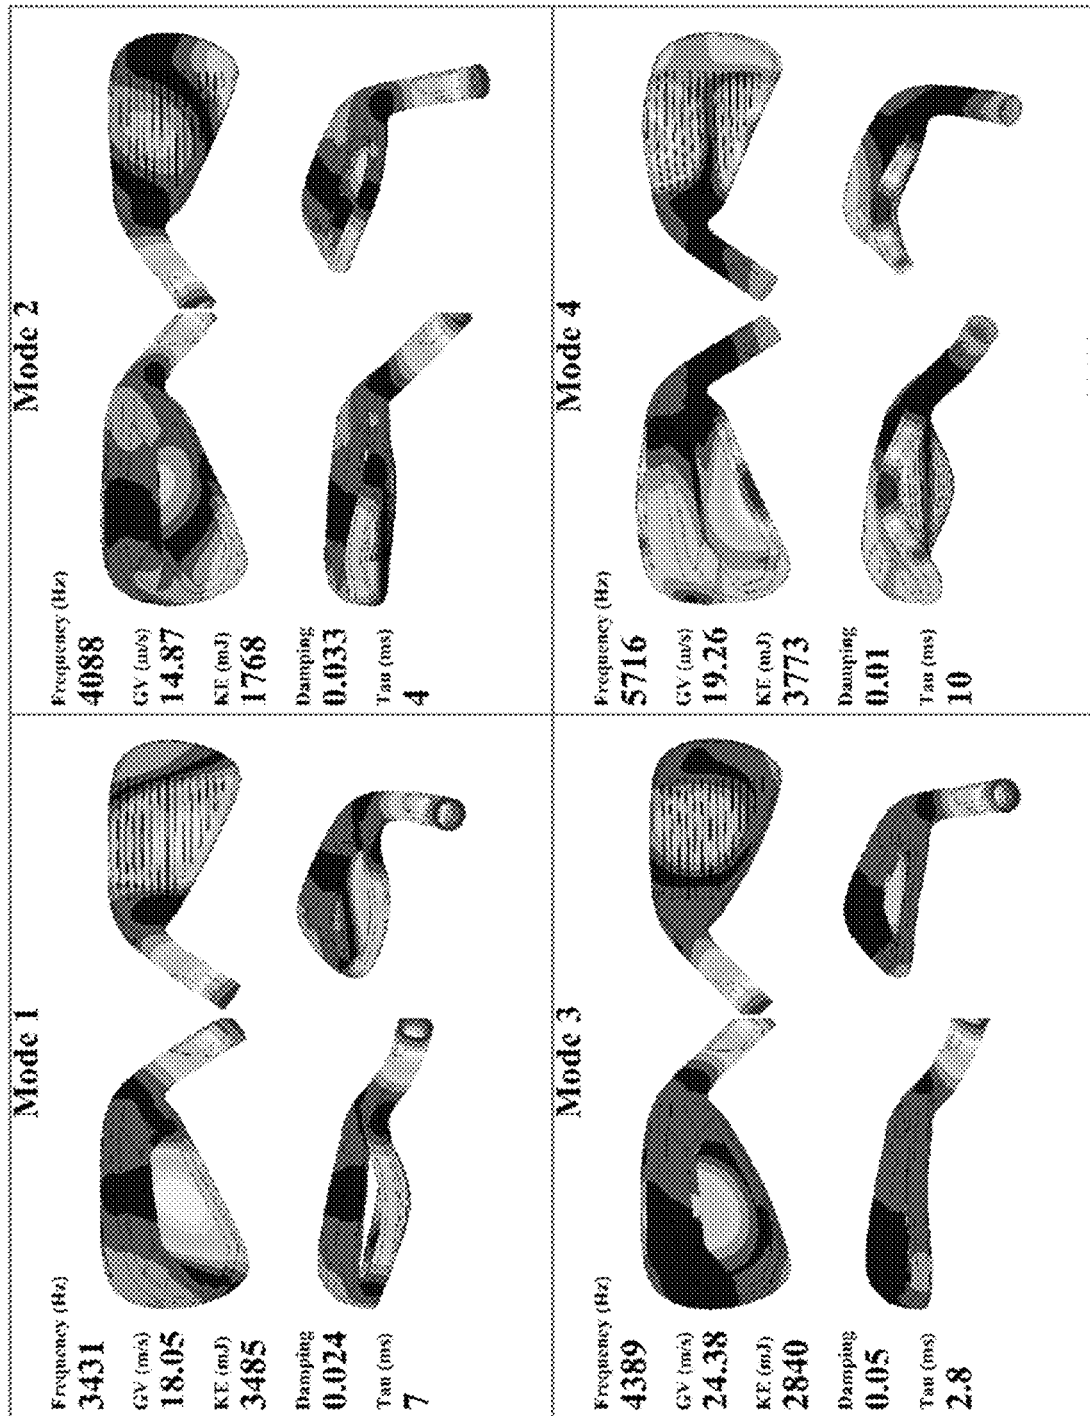 Mode 1
Frequency (Hz)
3431
GV (m/s)
18.05
KE (mJ)
3485
Damping
0.024
Tau (ms)
7
Mode 2
Frequency (Hz)
4088
GV (m/s)
14.87
KE (mJ)
1768
Damping
0.033
Tau (ms)
4
Mode 3
Frequency (Hz)
4389
GV (m/s)
24.38
KE (mJ)
2840
Damping
0.05
Tau (ms)
2.8
Mode 4
Frequency (Hz)
5716
GV (m/s)
19.26
KE (mJ)
3773
Damping
0.01
Tau (ms)
10